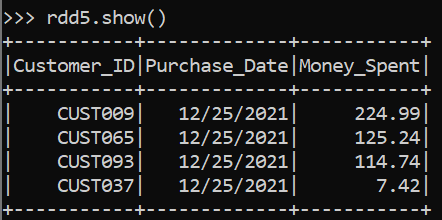 >>> rdd5.show()
+-----------+-------------+-----------+
|Customer_ID|Purchase_Date|Money_Spent|
+-----------+-------------+-----------+
|    CUST009|   12/25/2021|     224.99|
|    CUST065|   12/25/2021|     125.24|
|    CUST093|   12/25/2021|     114.74|
|    CUST037|   12/25/2021|       7.42|
+-----------+-------------+-----------+